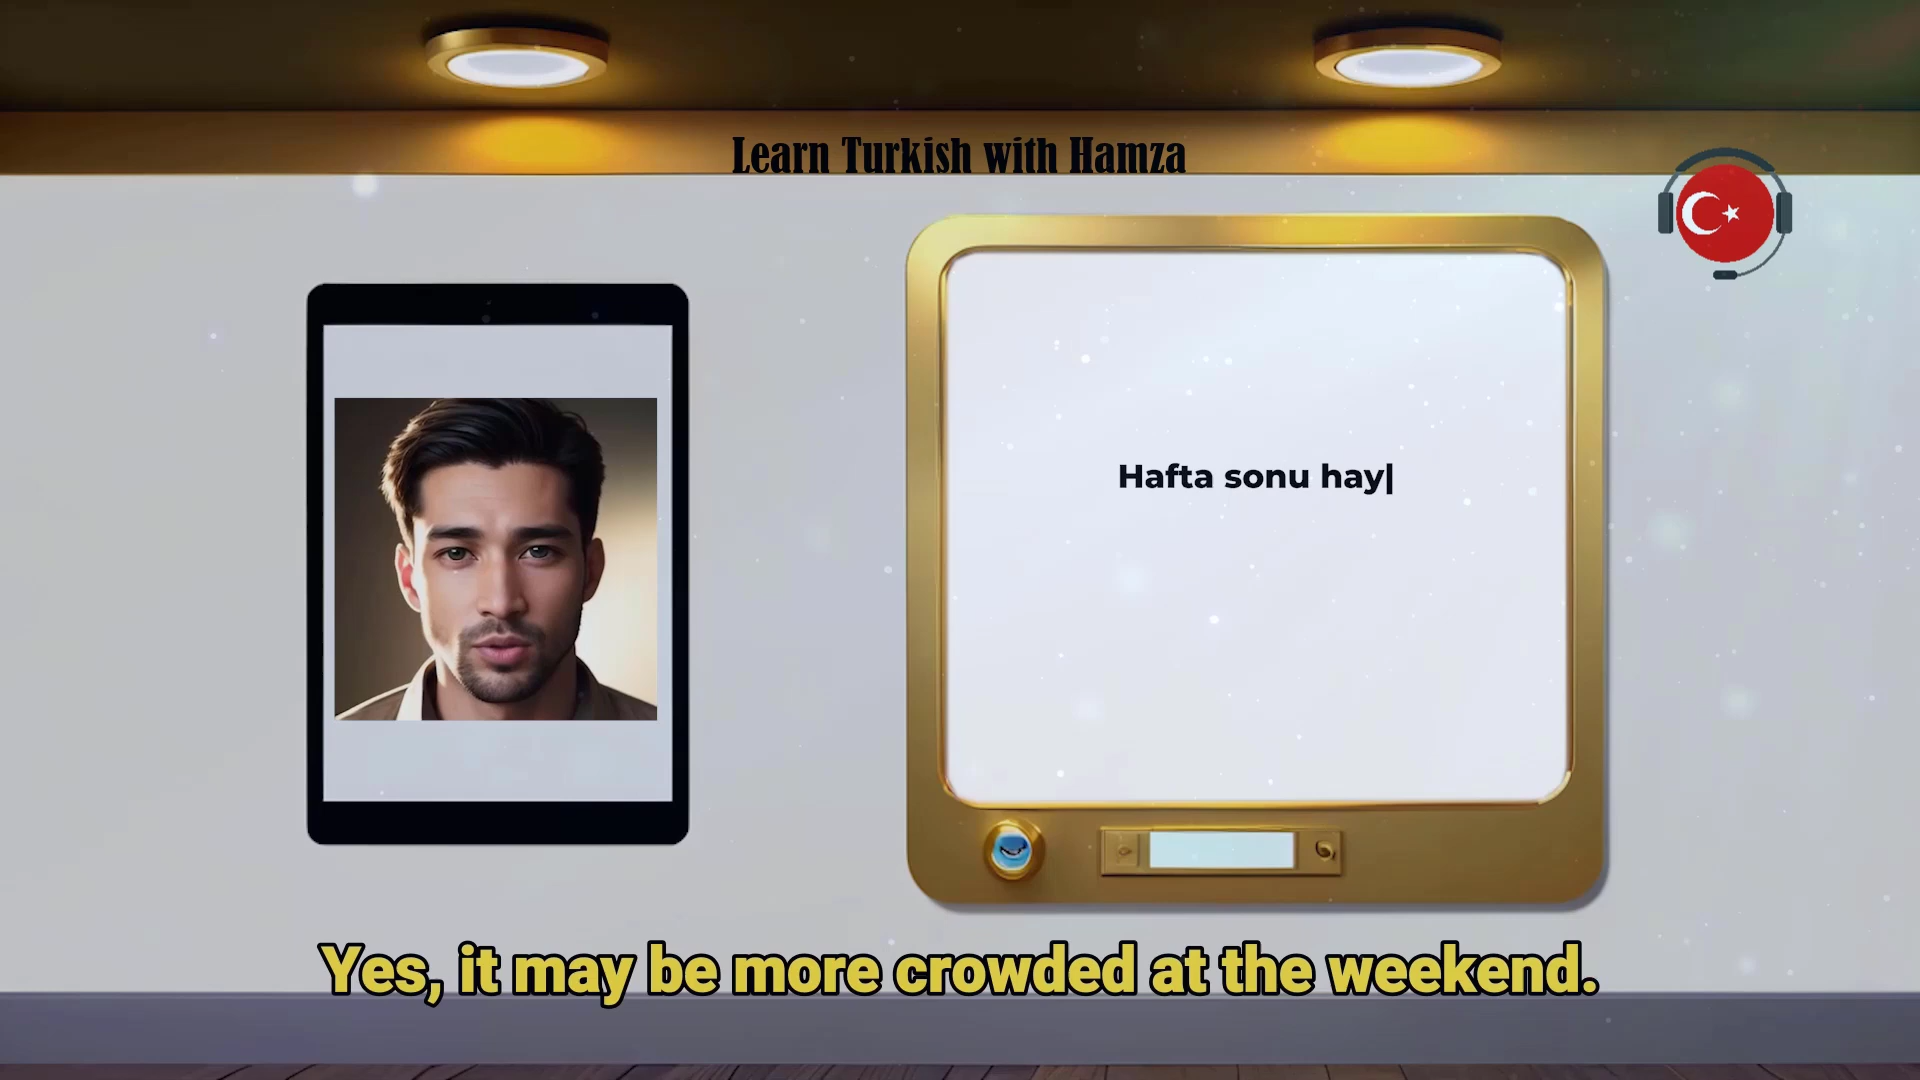 Learn Turkish with Hamza
Hafta sonu hay
Yes, it may be more crowded at the weekend.